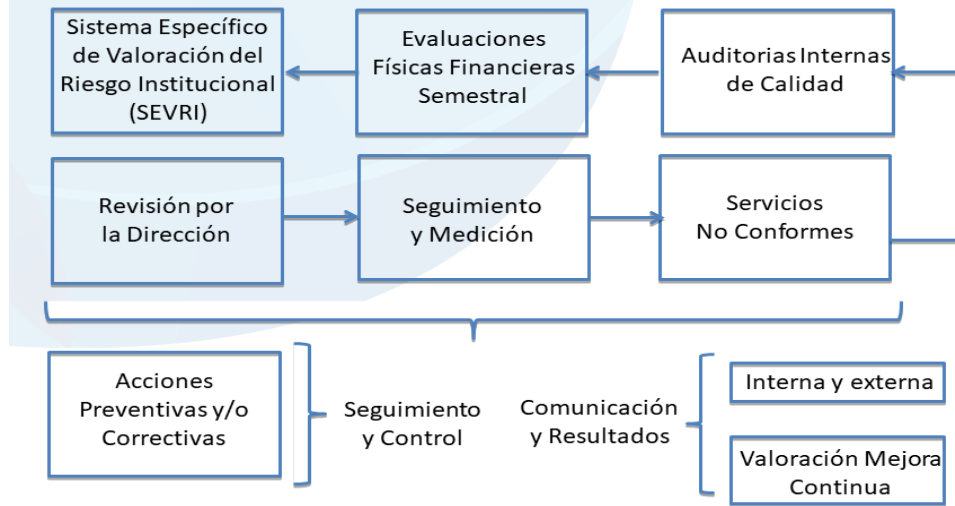 Sistema Específico
de Valoración del
Riesgo Institucional
(SEVRI)
Evaluaciones
Físicas Financieras
Semestral
Auditorias Internas
de Calidad
Revisión por
la Dirección
Seguimiento
y Medición
Servicios
No Conformes
Acciones
Preventivas y/o
Correctivas
Seguimiento
y Control
Comunicación
y Resultados
Interna y externa
Valoración Mejora
Continua